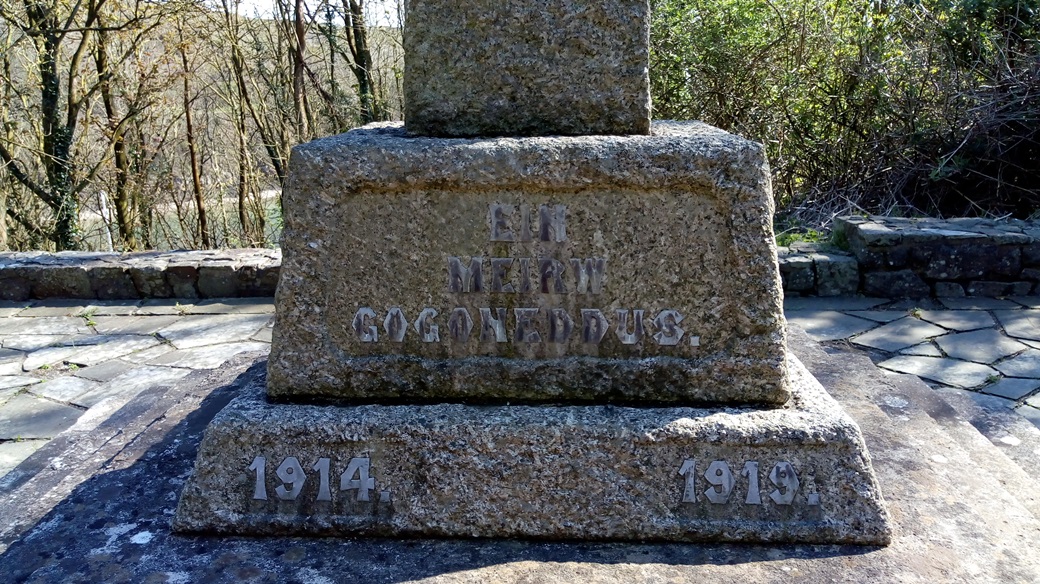 EIN
MEIRW
GOGONEDDUS.
1914. 1919.